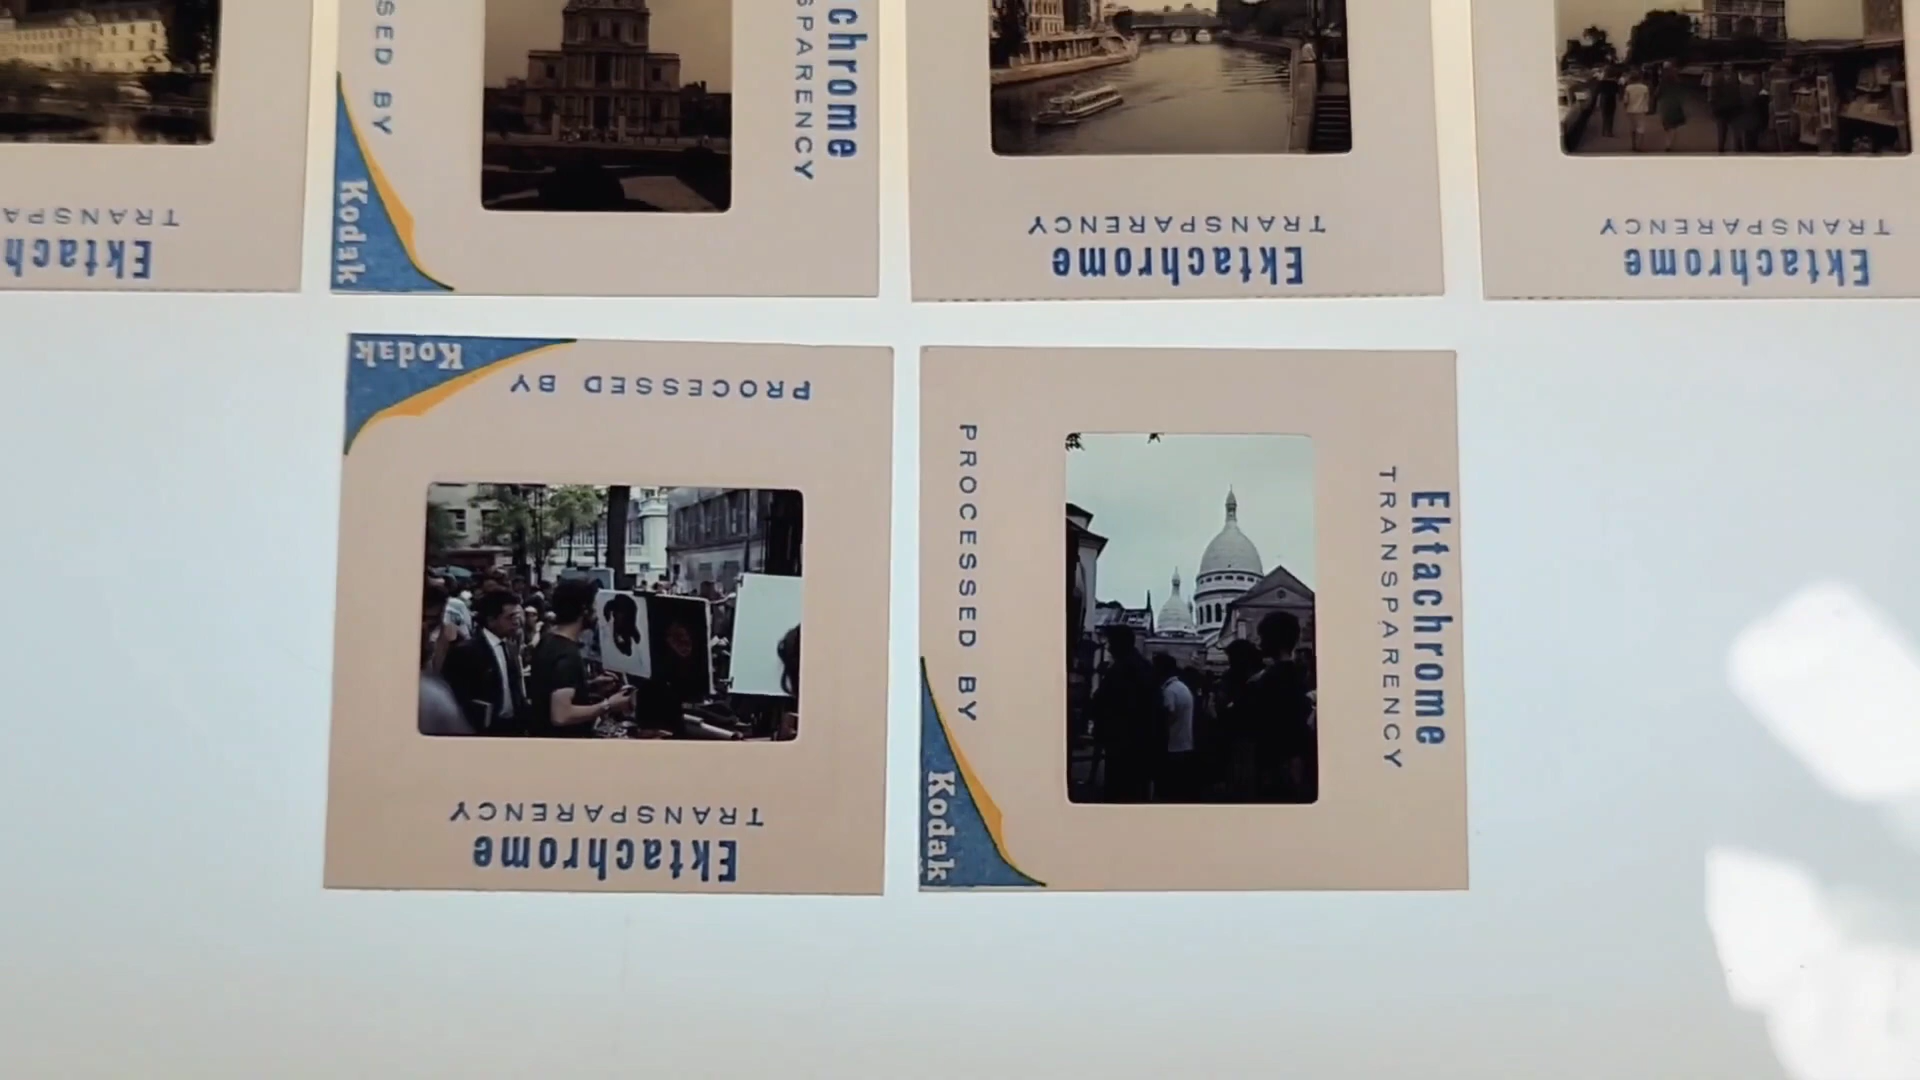 TRANSPA
Ektach
SED BY
Kodak
chrome
SPARENCY
TRANSPARENCY
Ektachrome
TRANSPARENCY
Ektachrome
Kodak
PROCESSED BY
TRANSPARENCY
Ektachrome
PROCESSED BY
Kodak
Ektachrome
TRANSPARENCY